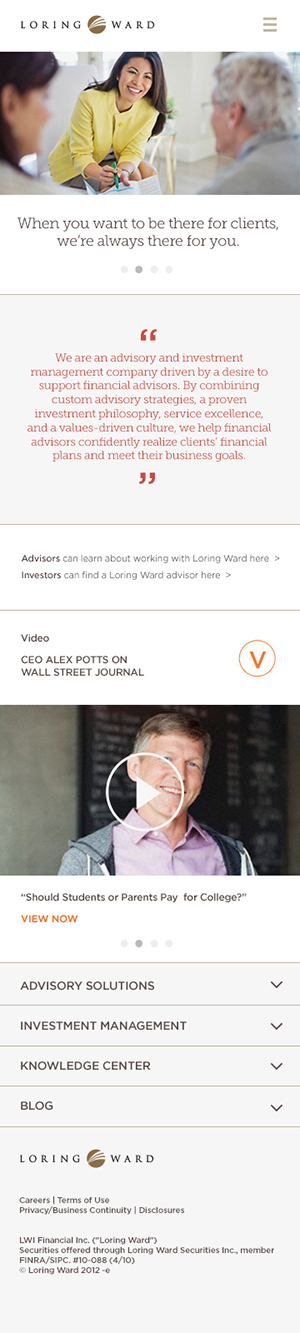 LORING WARD
When you want to be there for clients,
we're always there for you.
“
We are an advisory and investment
management company driven by a desire to
support financial advisors. By combining
custom advisory strategies, a proven
investment philosophy, service excellence,
and a values-driven culture, we help financial
advisors confidently realize clients' financial
plans and meet their business goals.
”
Advisors can learn about working with Loring Ward here >
Investors can find a Loring Ward advisor here >
Video
CEO ALEX POTTS ON
WALL STREET JOURNAL
V
“Should Students or Parents Pay for College?”
VIEW NOW
ADVISORY SOLUTIONS
INVESTMENT MANAGEMENT
KNOWLEDGE CENTER
BLOG
LORING WARD
Careers | Terms of Use
Privacy/Business Continuity | Disclosures
LWI Financial Inc. ("Loring Ward")
Securities offered through Loring Ward Securities Inc., member
FINRA/SIPC. #10-088 (4/10)
© Loring Ward 2012 -e